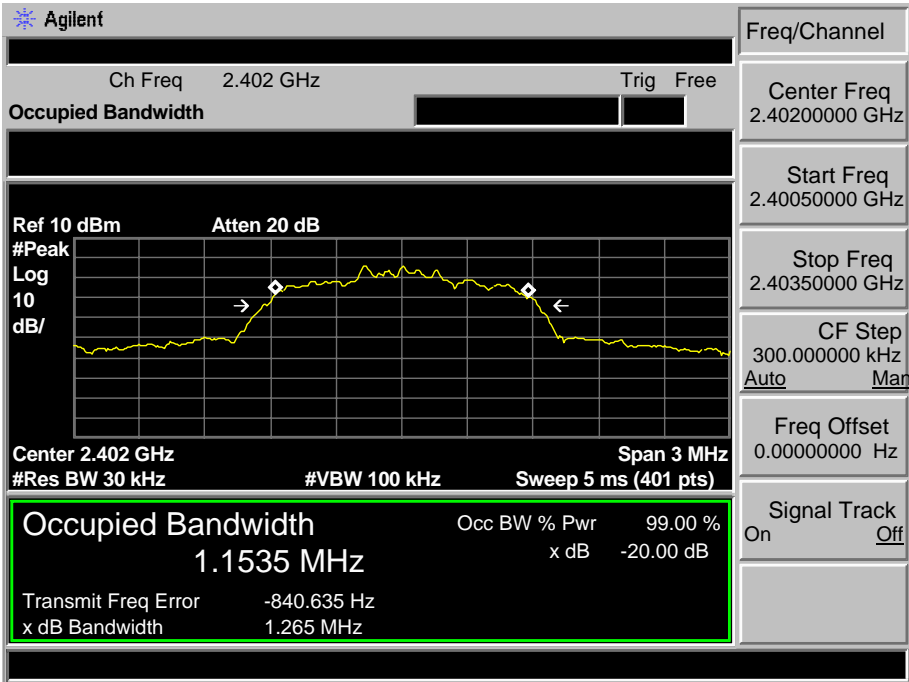 Agilent
Freq/Channel
Ch Freq 2.402 GHz Trig Free
Occupied Bandwidth
Center Freq
2.40200000 GHz
Start Freq
2.40050000 GHz
Stop Freq
2.40350000 GHz
CF Step
300.000000 kHz
Auto Man
Freq Offset
0.00000000 Hz
Signal Track
On Off
Ref 10 dBm Atten 20 dB
#Peak
Log
10
dB/
Center 2.402 GHz Span 3 MHz
#Res BW 30 kHz #VBW 100 kHz Sweep 5 ms (401 pts)
Occupied Bandwidth
1.1535 MHz
Occ BW % Pwr 99.00 %
x dB -20.00 dB
Transmit Freq Error -840.635 Hz
x dB Bandwidth 1.265 MHz